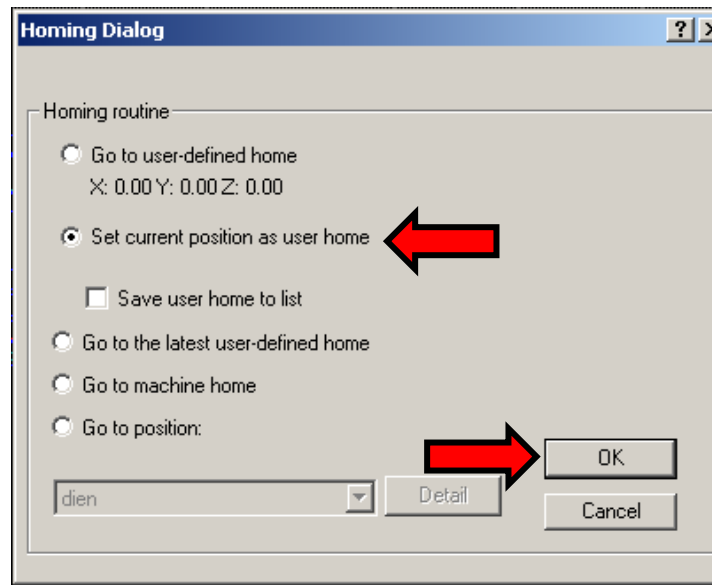 Homing Dialog
Homing routine
Go to user-defined home
X: 0.00 Y: 0.00 Z: 0.00
Set current position as user home
Save user home to list
Go to the latest user-defined home
Go to machine home
Go to position:
OK
dien
Detail
Cancel